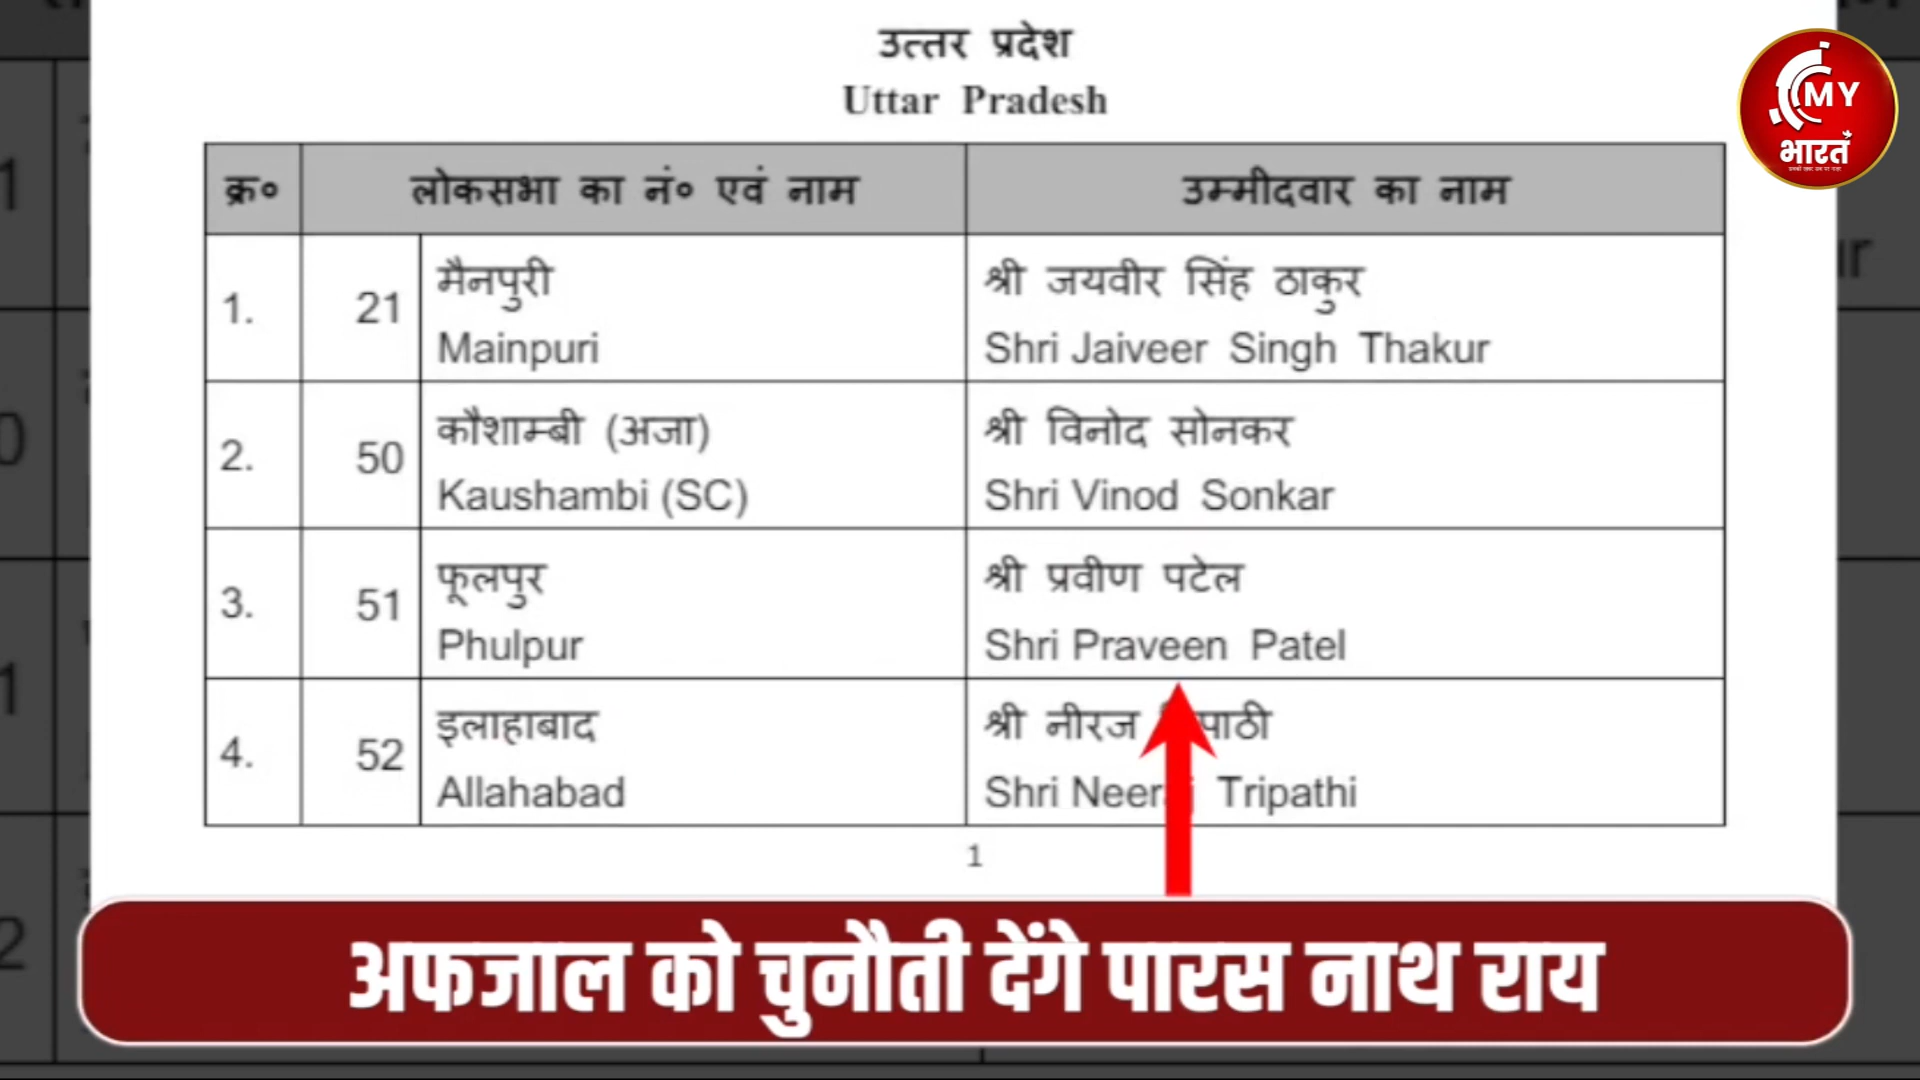 उत्तर प्रदेश
Uttar Pradesh
MY
भारत
क्र० लोकसभा का नं० एवं नाम उम्मीदवार का नाम
1. 21 मैनपुरी श्री जयवीर सिंह ठाकुर
Mainpuri Shri Jaiveer Singh Thakur
2. 50 कौशाम्बी (अजा) श्री विनोद सोनकर
Kaushambi (SC) Shri Vinod Sonkar
3. 51 फूलपुर श्री प्रवीण पटेल
Phulpur Shri Praveen Patel
4. 52 इलाहाबाद श्री नीरज
Allahabad Shri Tripathi
1
अफजाल को चुनौती देंगे पारस नाथ राय